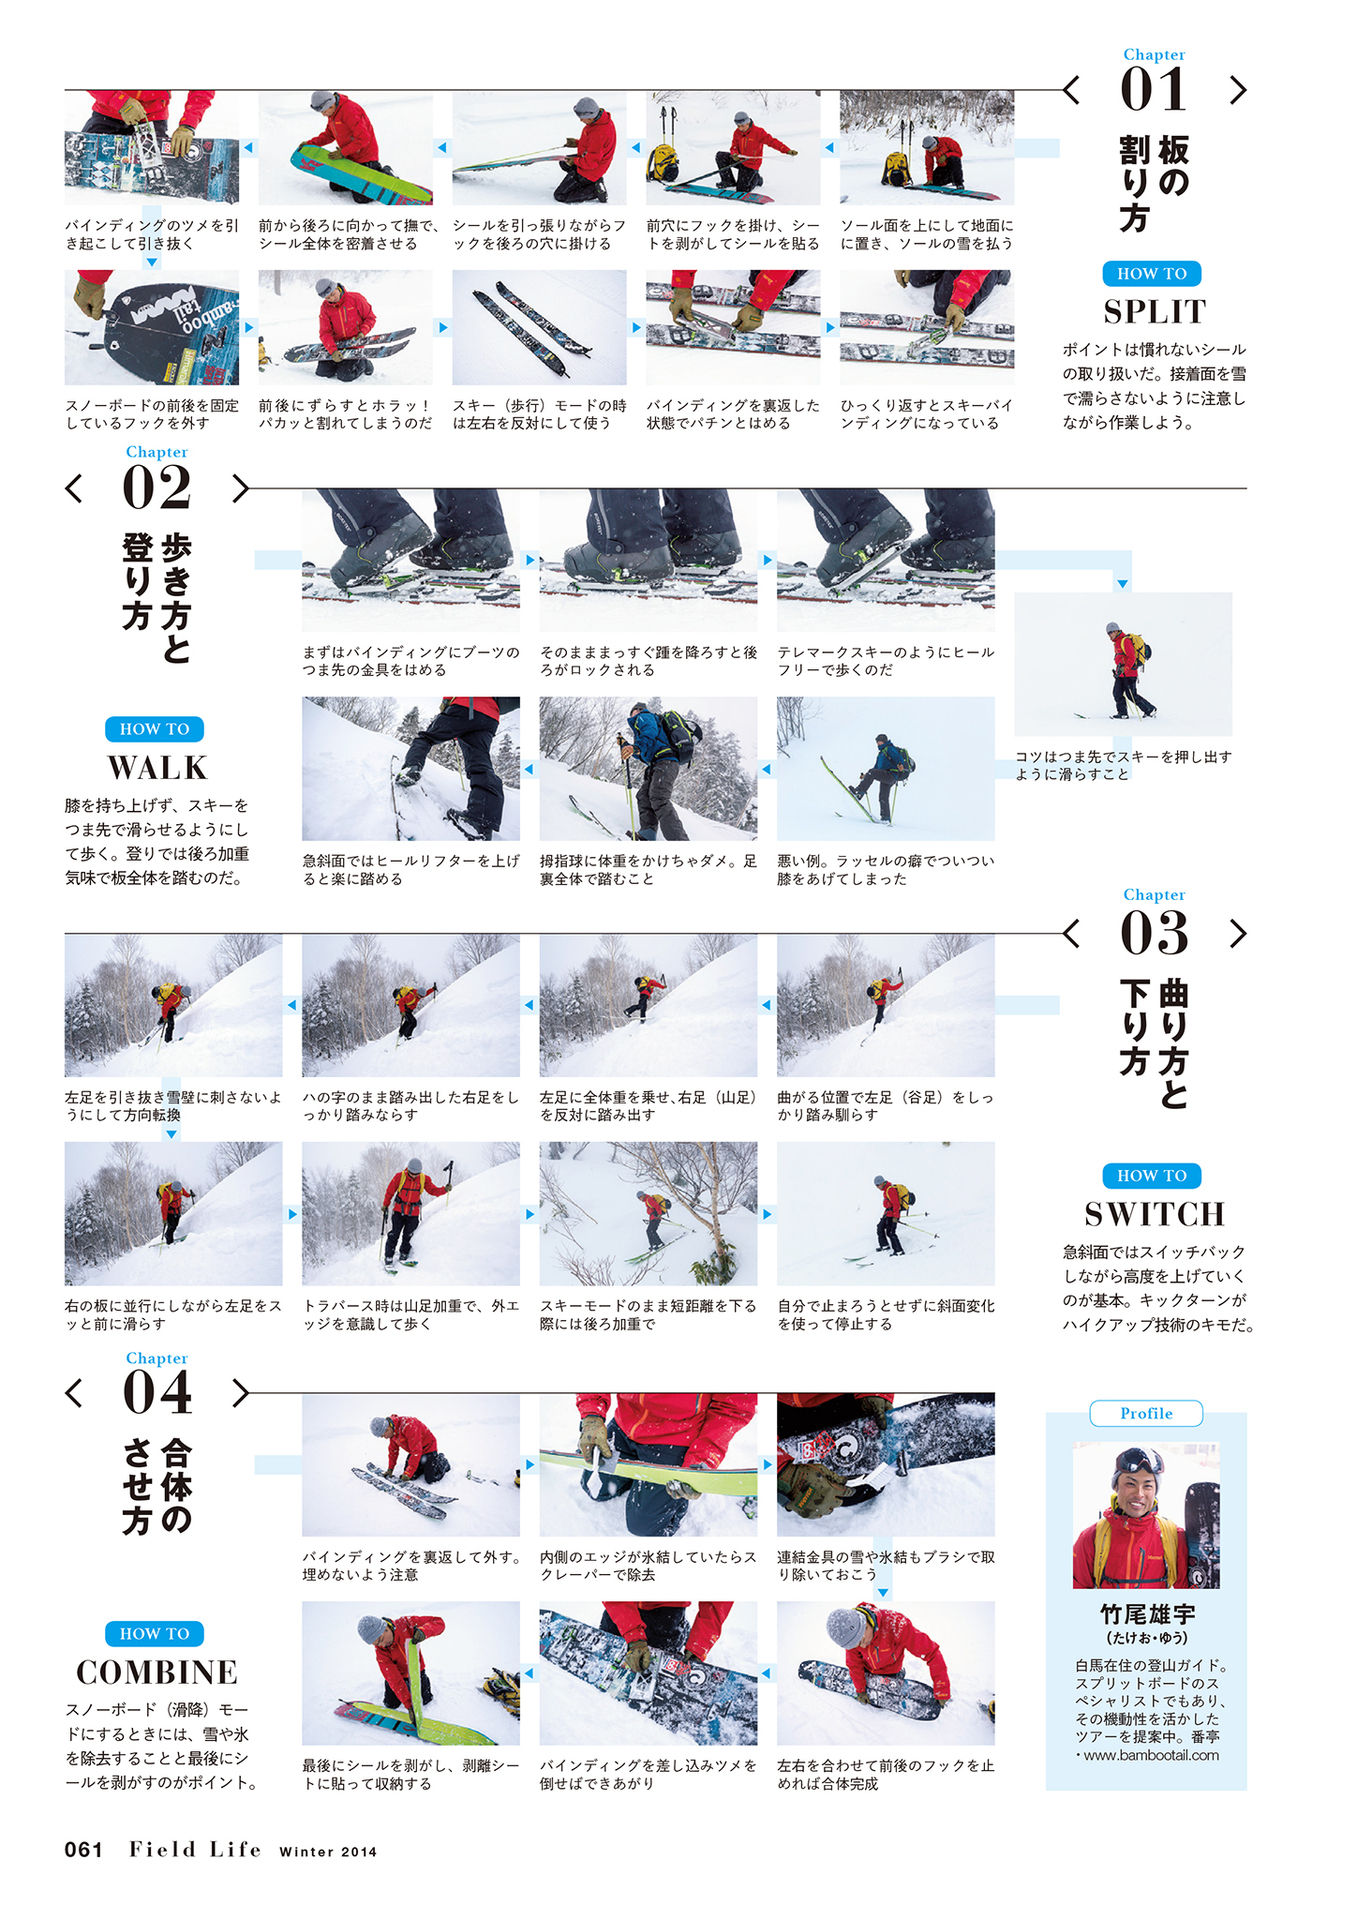 Chapter
01
板の
割り方
HOW TO
SPLIT
ポイントは慣れないシール
の取り扱いだ。接着面を雪
で濡らさないように注意し
ながら作業しよう。
ソール面を上にして地面に
に置き、ソールの雪を払う
前穴にフックを掛け、シー
トを剥がしてシールを貼る
シールを引っ張りながらフ
ックを後ろの穴に掛ける
前から後ろに向かって撫で、
シール全体を密着させる
バインディングのツメを引
き起こして引き抜く
スノーボードの前後を固定
しているフックを外す
前後にずらすとホラッ！
パカッと割れてしまうのだ
スキー（歩行）モードの時
は左右を反対にして使う
バインディングを裏返した
状態でパチンとはめる
ひっくり返すとスキーバイ
ンディングになっている
Chapter
02
歩き方と
登り方
HOW TO
WALK
膝を持ち上げず、スキーを
つま先で滑らせるようにし
て歩く。登りでは後ろ加重
気味で板全体を踏むのだ。
まずはバインディングにブーツの
つま先の金具をはめる
そのまままっすぐ踵を降ろすと後
ろがロックされる
テレマークスキーのようにヒール
フリーで歩くのだ
コツはつま先でスキーを押し出す
ように滑らすこと
悪い例。ラッセルの癖でついつい
膝をあげてしまった
拇指球に体重をかけちゃダメ。足
裏全体で踏むこと
急斜面ではヒールリフターを上げ
ると楽に踏める
Chapter
03
曲り方と
下り方
HOW TO
SWITCH
急斜面ではスイッチバック
しながら高度を上げていく
のが基本。キックターンが
ハイクアップ技術のキモだ。
曲がる位置で左足（谷足）をしっ
かり踏み馴らす
左足に全体重を乗せ、右足（山足）
を反対に踏み出す
ハの字のまま踏み出した右足をし
っかり踏みならす
左足を引き抜き雪壁に刺さないよ
うにして方向転換
右の板に並行にしながら左足をス
ッと前に滑らす
トラバース時は山足加重で、外エ
ッジを意識して歩く
スキーモードのまま短距離を下る
際には後ろ加重で
自分で止まろうとせずに斜面変化
を使って停止する
Chapter
04
合体の
させ方
HOW TO
COMBINE
スノーボード（滑降）モー
ドにするときには、雪や氷
を除去することと最後にシ
ールを剥がすのがポイント。
バインディングを裏返して外す。
埋めないよう注意
内側のエッジが氷結していたらス
クレーパーで除去
連結金具の雪や氷結もブラシで取
り除いておこう
左右を合わせて前後のフックを止
めれば合体完成
バインディングを差し込みツメを
倒せばできあがり
最後にシールを剥がし、剥離シー
トに貼って収納する
Profile
竹尾雄宇
(たけお・ゆう)
白馬在住の登山ガイド。
スプリットボードのス
ペシャリストでもあり、
その機動性を活かした
ツアーを提案中。番亭
・www.bambootail.com
061 Field Life Winter 2014